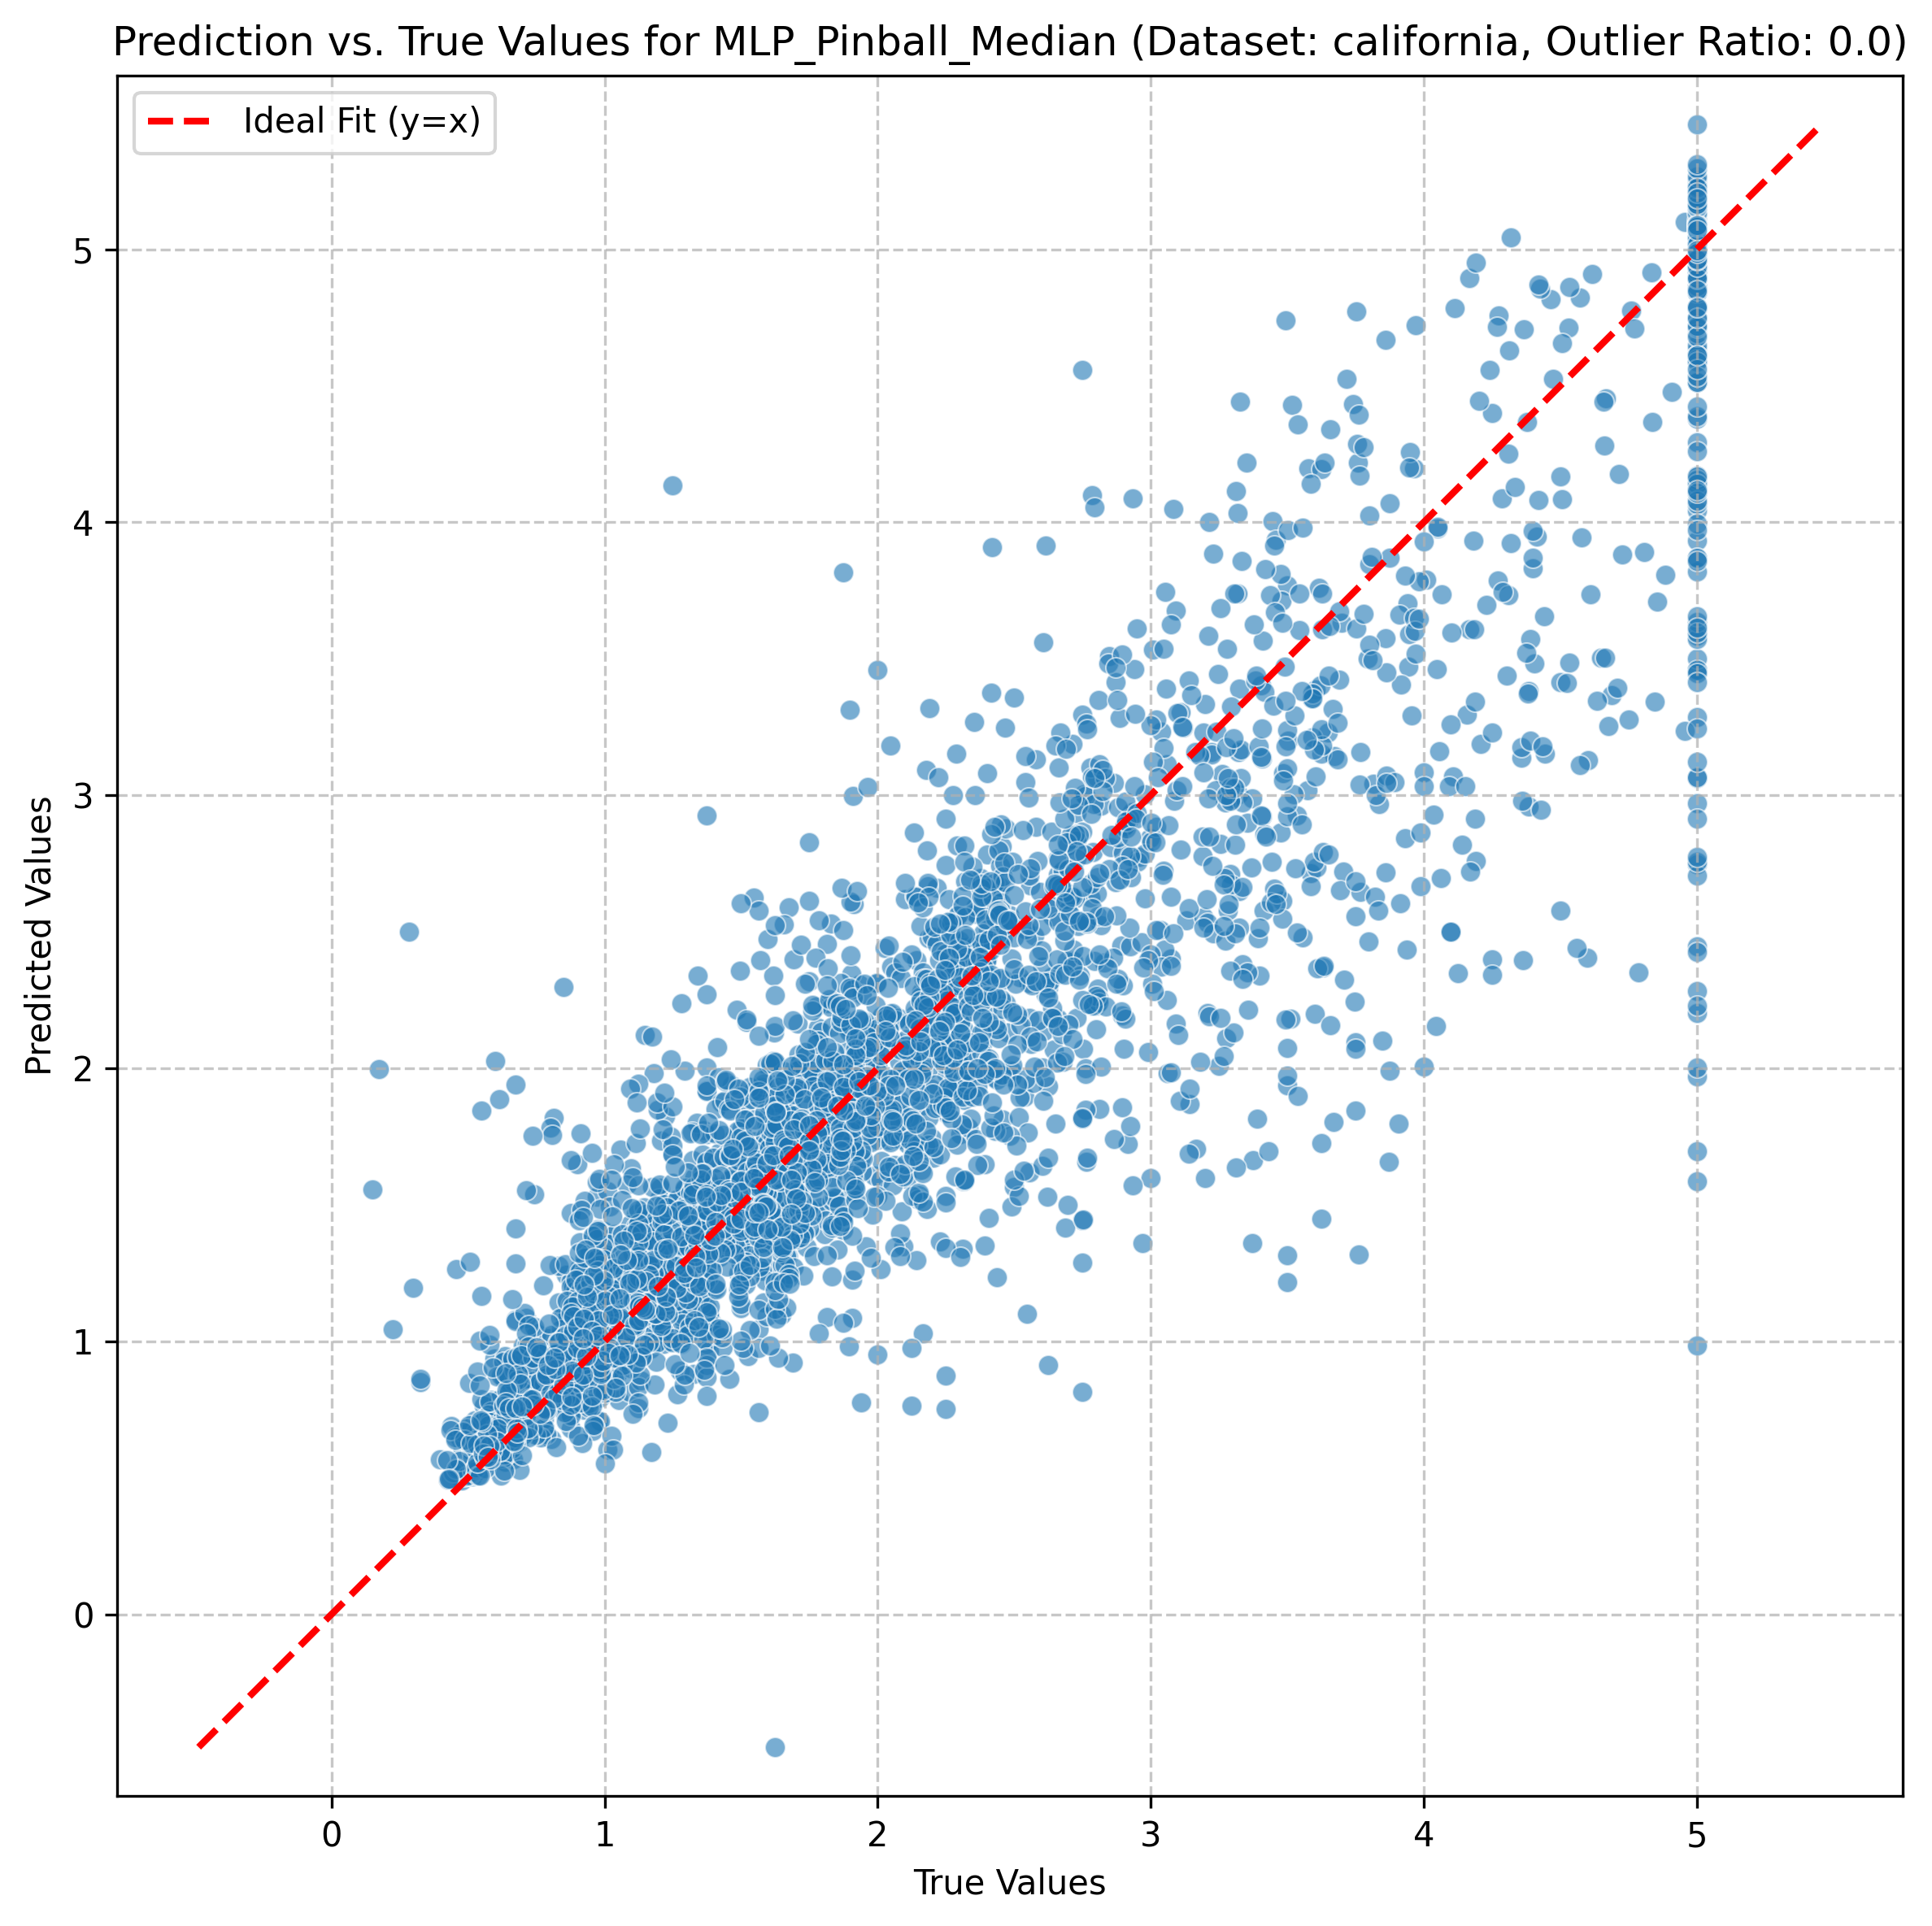 Prediction vs. True Values for MLP_Pinball_Median (Dataset: california, Outlier Ratio: 0.0)
Ideal Fit (y=x)
Predicted Values
5
4
3
2
1
0
0 1 2 3 4 5
True Values